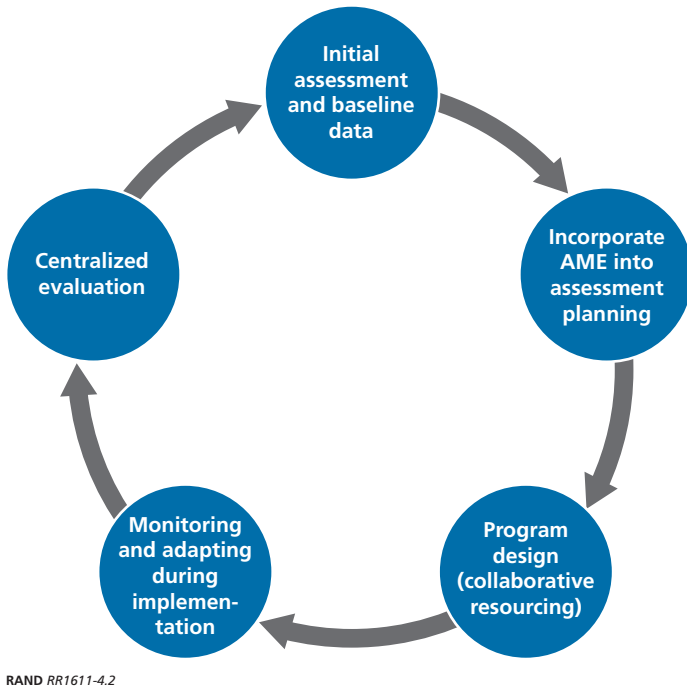 Initial
assessment
and baseline
data
Incorporate
AME into
assessment
planning
Program
design
(collaborative
resourcing)
Monitoring
and adapting
during
implemen-
tation
Centralized
evaluation
RAND RR1611-4.2